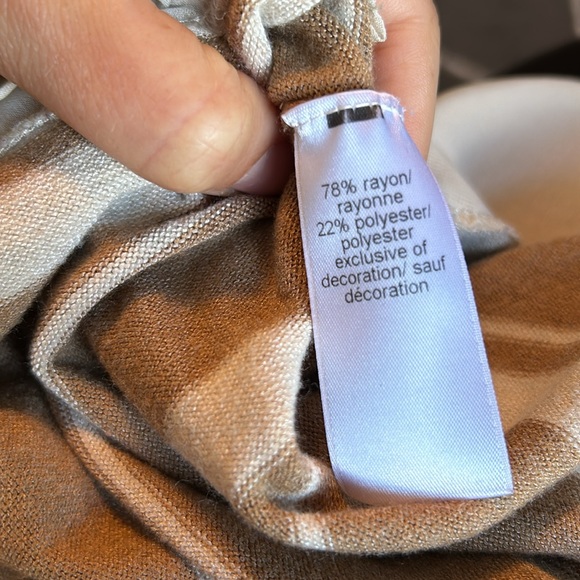 78% rayon/
rayonne
22% polyester/
polyester
exclusive of
decoration/ sauf
décoration